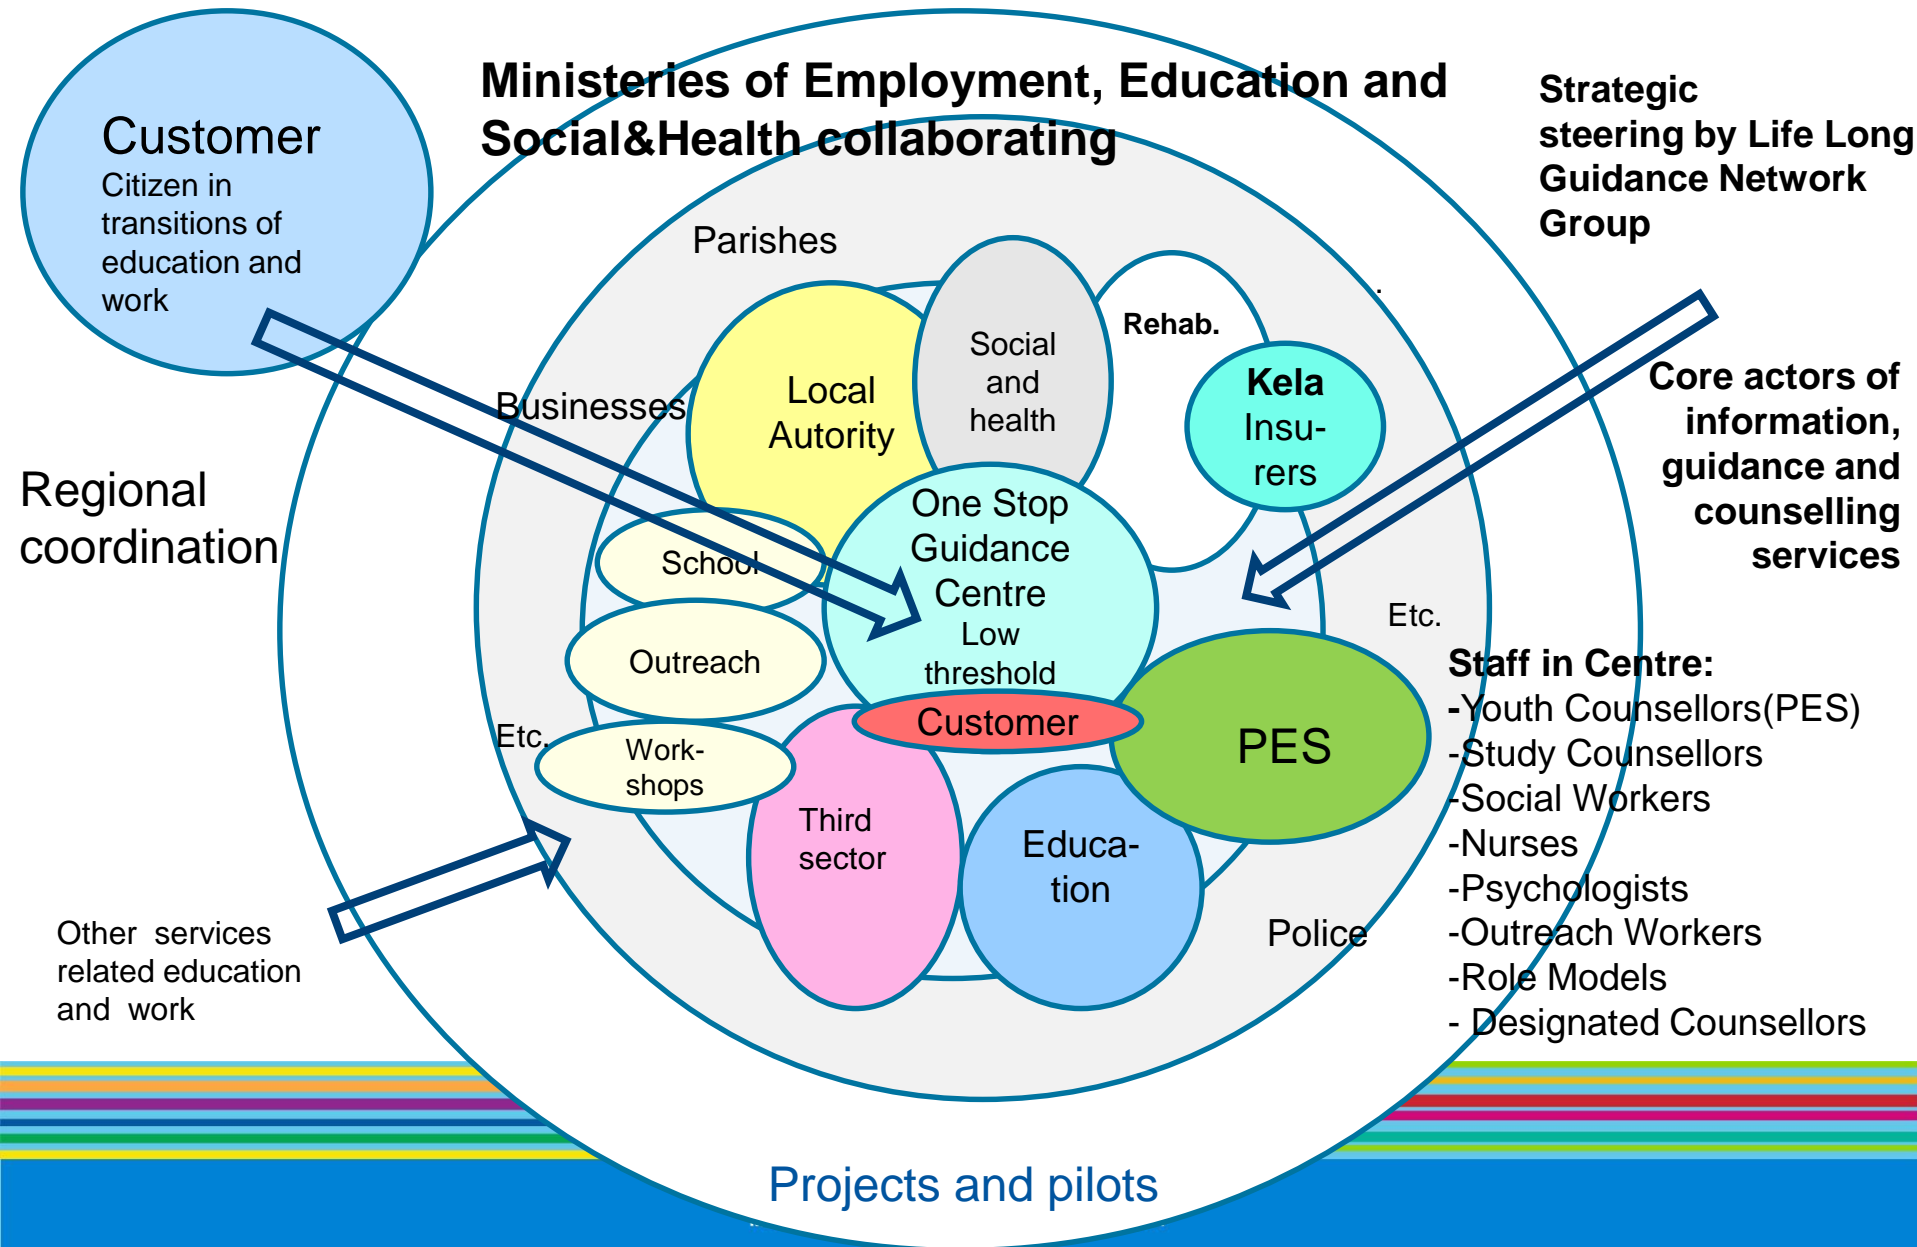 Customer
Citizen in
transitions of
education and
work
Ministeries of Employment, Education and
Social&Health collaborating
Strategic
steering by Life Long
Guidance Network
Group
Parishes
Businesses
Local
Autority
Social
and
health
Rehab.
.
Kela
Insu-
rers
Core actors of
information,
guidance and
counselling
services
Regional
coordination
School
Outreach
Etc.
Work-
shops
One Stop
Guidance
Centre
Low
threshold
Customer
Etc.
PES
Third
sector
Educa-
tion
Police
Staff in Centre:
-Youth Counsellors(PES)
-Study Counsellors
-Social Workers
-Nurses
-Psychologists
-Outreach Workers
-Role Models
- Designated Counsellors
Other services
related education
and work
Projects and pilots